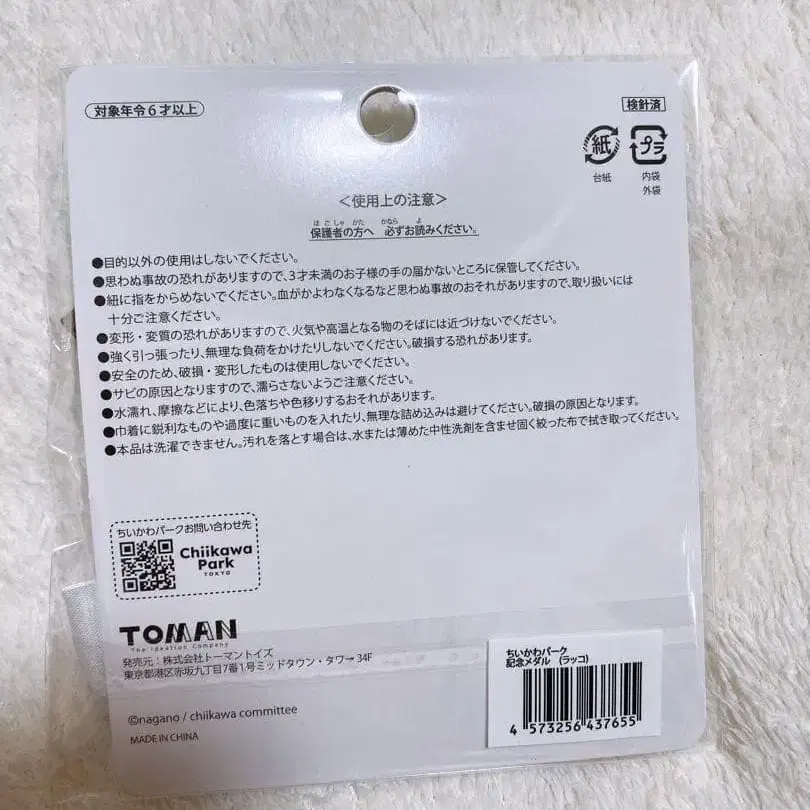 対象年令6才以上
検針済
紙
プラ
台紙
内袋
外袋
＜使用上の注意＞
ほごしゃ かた かなら よ
保護者の方へ 必ずお読みください。
●目的以外の使用はしないでください。
●思わぬ事故の恐れがありますので、3才未満のお子様の手の届かないところに保管してください。
●紐に指をからめないでください。血がかよわなくなるなど思わぬ事故のおそれがありますので、取り扱いには
十分ご注意ください。
●変形・変質の恐れがありますので、火気や高温となる物のそばには近づけないでください。
●強く引っ張ったり、無理な負荷をかけたりしないでください。破損する恐れがあります。
●安全のため、破損・変形したものは使用しないでください。
●サビの原因となりますので、濡らさないようご注意ください。
●水濡れ、摩擦などにより、色落ちや色移りするおそれがあります。
●巾着に鋭利なものや過度に重いものを入れたり、無理な詰め込みは避けてください。破損の原因となります。
●本品は洗濯できません。汚れを落とす場合は、水または薄めた中性洗剤を含ませ固く絞った布で拭き取ってください。
ちいかわパークお問い合わせ先
Chiikawa
Park
TOKYO
TOMAN
The Ideation Company
発売元：株式会社トーマントイズ
東京都港区赤坂九丁目7番1号ミッドタウン・タワー 34F
©nagano / chiikawa committee
MADE IN CHINA
ちいかわパーク
記念メダル （ラッコ）
4 573256 437655